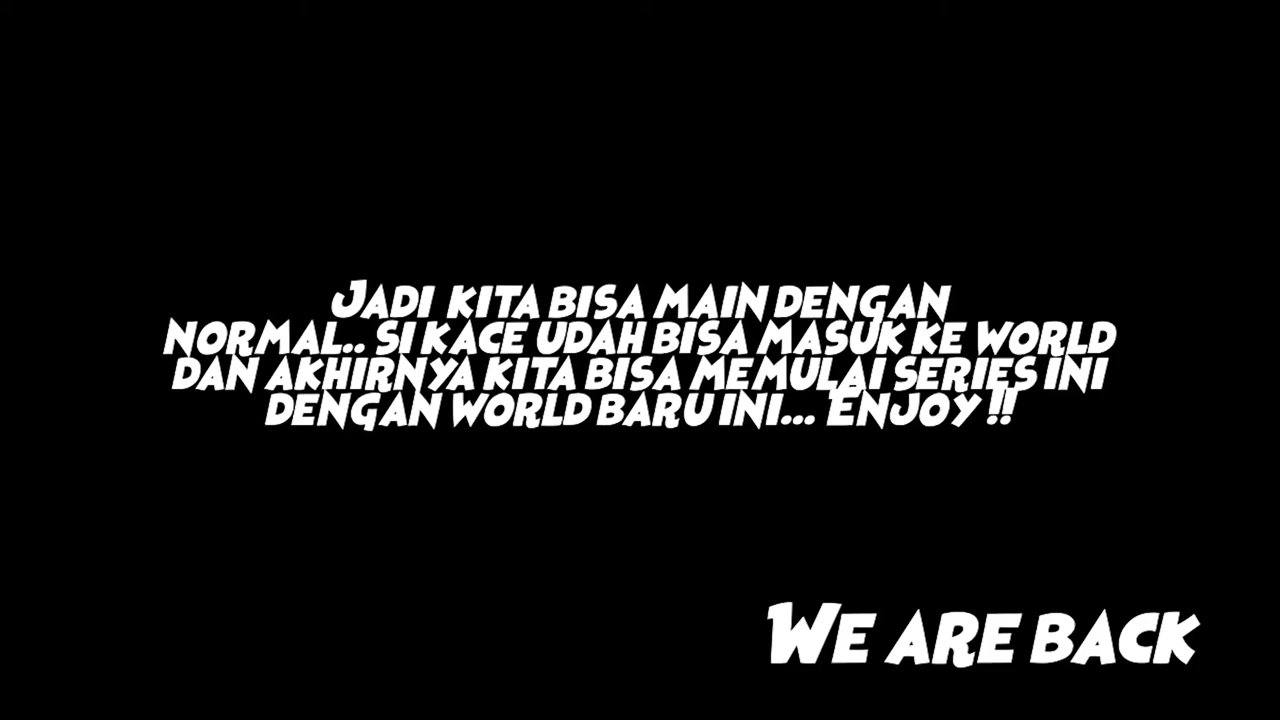 Jadi kita bisa main dengan
normal.. si kace udah bisa masuk ke world
dan akhirnya kita bisa memulai series ini
dengan world baru ini... Enjoy !!
We are back